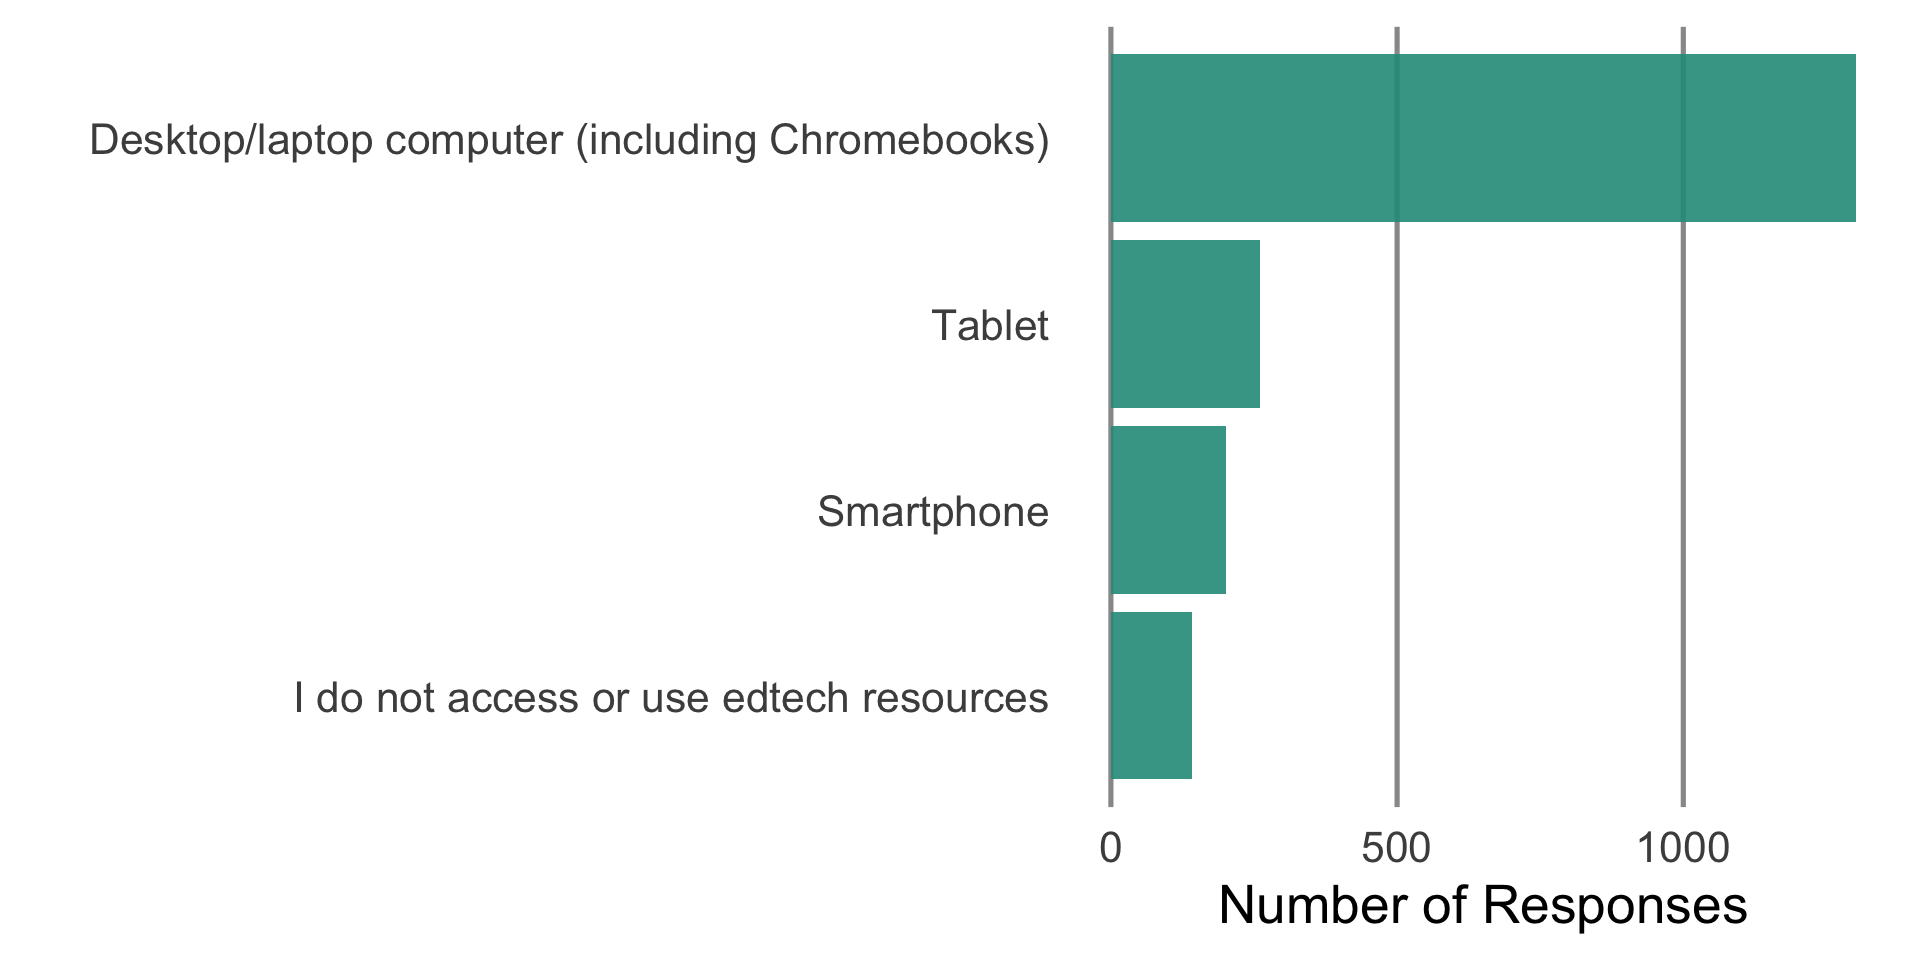 Desktop/laptop computer (including Chromebooks)
Tablet
Smartphone
I do not access or use edtech resources
0 500 1000
Number of Responses